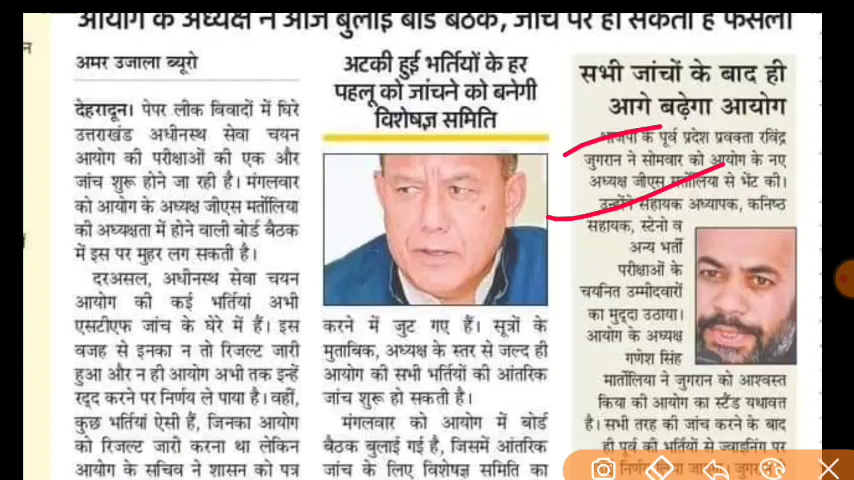 आयोग के अध्यक्ष ने आज बुलाई बोर्ड बैठक, जांच पर हो सकता है फैसला
अमर उजाला ब्यूरो
देहरादून। पेपर लीक विवादों में घिरे
उत्तराखंड अधीनस्थ सेवा चयन
आयोग की परीक्षाओं की एक और
जांच शुरू होने जा रही है। मंगलवार
को आयोग के अध्यक्ष जीएस मर्तोलिया
की अध्यक्षता में होने वाली बोर्ड बैठक
में इस पर मुहर लग सकती है।
दरअसल, अधीनस्थ सेवा चयन
आयोग की कई भर्तियां अभी
एसटीएफ जांच के घेरे में हैं। इस
वजह से इनका न तो रिजल्ट जारी
हुआ और न ही आयोग अभी तक इन्हें
रद्द करने पर निर्णय ले पाया है। वहीं,
कुछ भर्तियां ऐसी हैं, जिनका आयोग
को रिजल्ट जारी करना था लेकिन
आयोग के सचिव ने शासन को पत्र
अटकी हुई भर्तियों के हर
पहलू को जांचने को बनेगी
विशेषज्ञ समिति
करने में जुट गए हैं। सूत्रों के
मुताबिक, अध्यक्ष के स्तर से जल्द ही
आयोग की सभी भर्तियों की आंतरिक
जांच शुरू हो सकती है।
मंगलवार को आयोग में बोर्ड
बैठक बुलाई गई है, जिसमें आंतरिक
जांच के लिए विशेषज्ञ समिति का
सभी जांचों के बाद ही
आगे बढ़ेगा आयोग
भाजपा के पूर्व प्रदेश प्रवक्ता रविंद्र
जुगरान ने सोमवार को आयोग के नए
अध्यक्ष जीएस मर्तोलिया से भेंट की।
उन्होंने सहायक अध्यापक, कनिष्ठ
सहायक, स्टेनो व
अन्य भर्ती
परीक्षाओं के
चयनित उम्मीदवारों
का मुद्दा उठाया।
आयोग के अध्यक्ष
गणेश सिंह
मार्तोलिया ने जुगरान को आश्वस्त
किया की आयोग का स्टैंड यथावत
है। सभी तरह की जांच करने के बाद
ही पूर्व की भर्तियों से ज्वाइनिंग पर